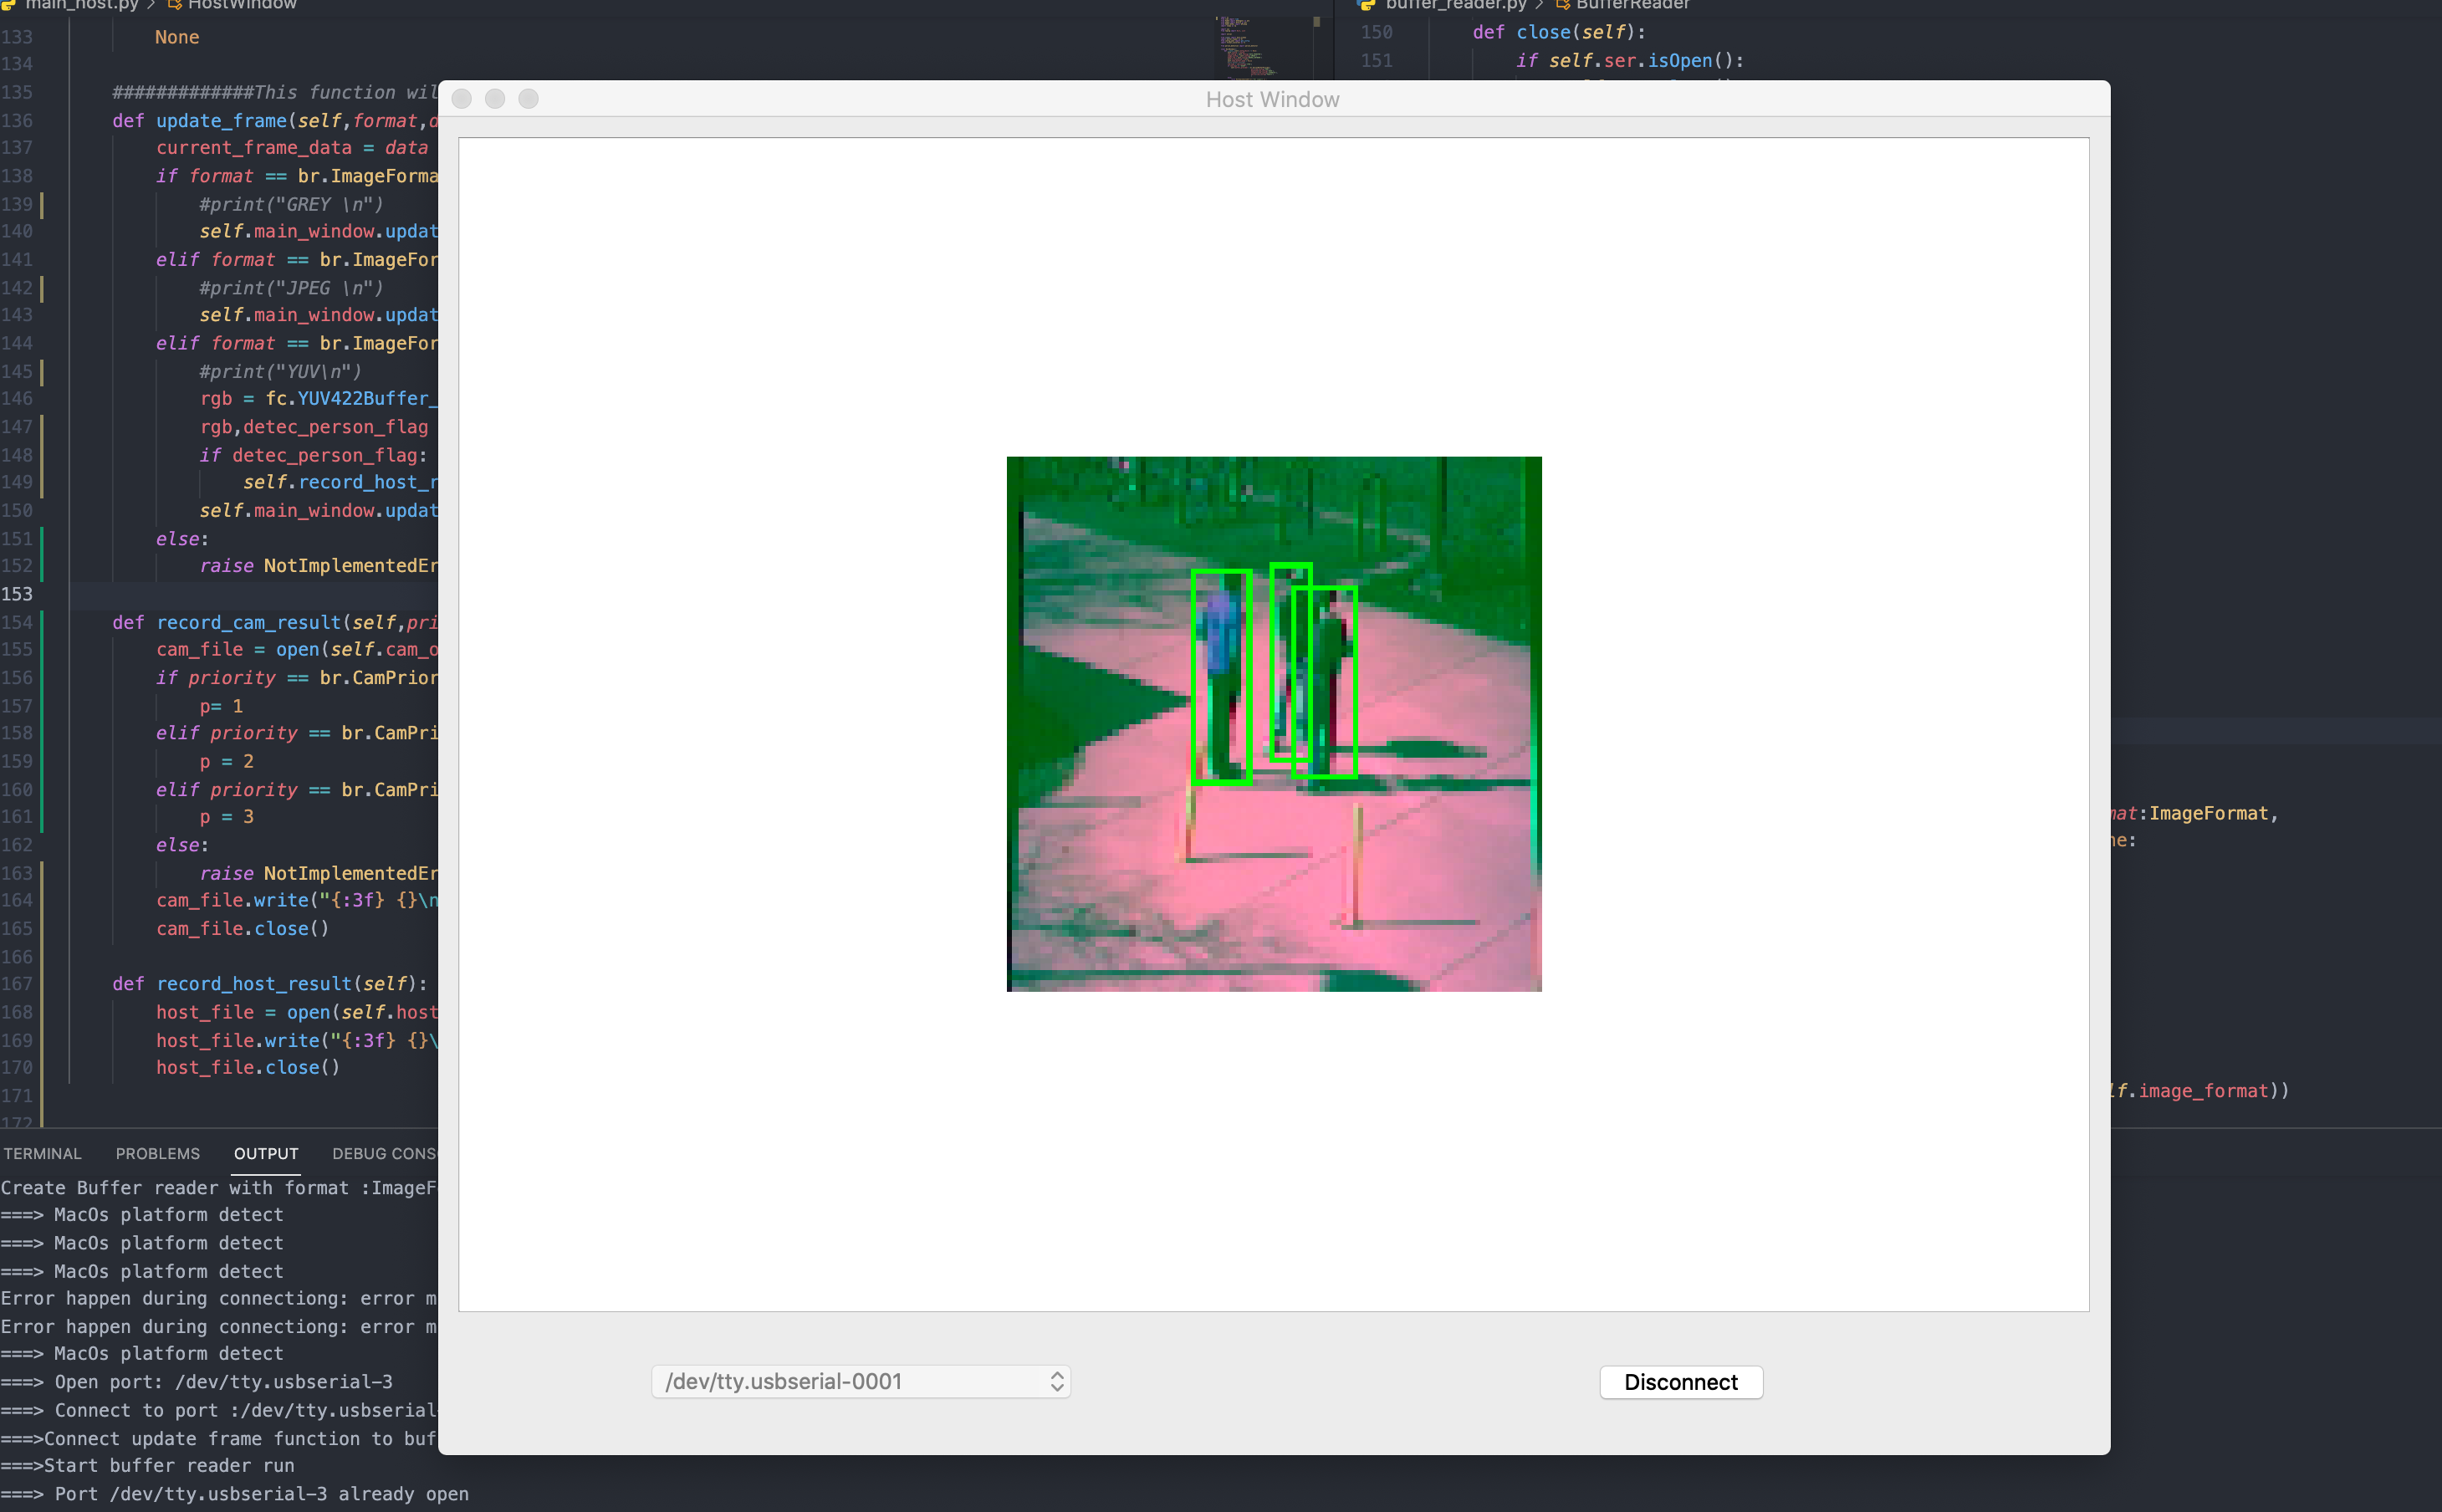 main_host.py > HostWindow
133 None
134
135 #############This function wil
136 def update_frame(self,format,d
137 current_frame_data = data
138 if format == br.ImageForma
139 #print("GREY \n")
140 self.main_window.updat
141 elif format == br.ImageFor
142 #print("JPEG \n")
143 self.main_window.updat
144 elif format == br.ImageFor
145 #print("YUV\n")
146 rgb = fc.YUV422Buffer_
147 rgb,detec_person_flag
148 if detec_person_flag:
149 self.record_host_r
150 self.main_window.updat
151 else:
152 raise NotImplementedEr
153
154 def record_cam_result(self,pri
155 cam_file = open(self.cam_o
156 if priority == br.CamPrior
157 p= 1
158 elif priority == br.CamPri
159 p = 2
160 elif priority == br.CamPri
161 p = 3
162 else:
163 raise NotImplementedEr
164 cam_file.write("{:3f} {}\n
165 cam_file.close()
166
167 def record_host_result(self):
168 host_file = open(self.host
169 host_file.write("{:3f} {}\
170 host_file.close()
171
172
buffer_reader.py > BufferReader
150 def close(self):
151 if self.ser.isOpen():
mat:ImageFormat,
ne:
lf.image_format))
Host Window
/dev/tty.usbserial-0001
Disconnect
TERMINAL PROBLEMS OUTPUT DEBUG CONS
Create Buffer reader with format :ImageF
===> MacOs platform detect
===> MacOs platform detect
===> MacOs platform detect
Error happen during connectiong: error m
Error happen during connectiong: error m
===> MacOs platform detect
===> Open port: /dev/tty.usbserial-3
===> Connect to port :/dev/tty.usbserial-
===>Connect update frame function to buf
===>Start buffer reader run
===> Port /dev/tty.usbserial-3 already open